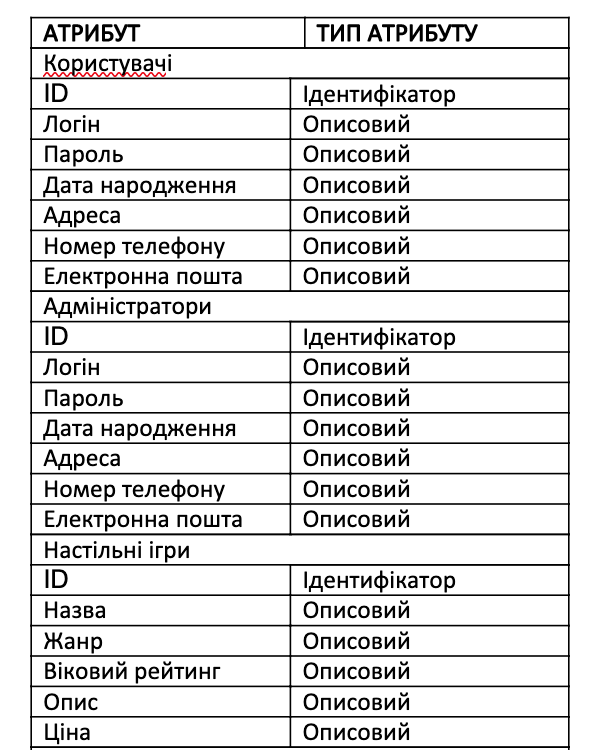 АТРИБУТ ТИП АТРИБУТУ
Користувачі
ID Ідентифікатор
Логін Описовий
Пароль Описовий
Дата народження Описовий
Адреса Описовий
Номер телефону Описовий
Електронна пошта Описовий
Адміністратори
ID Ідентифікатор
Логін Описовий
Пароль Описовий
Дата народження Описовий
Адреса Описовий
Номер телефону Описовий
Електронна пошта Описовий
Настільні ігри
ID Ідентифікатор
Назва Описовий
Жанр Описовий
Віковий рейтинг Описовий
Опис Описовий
Ціна Описовий